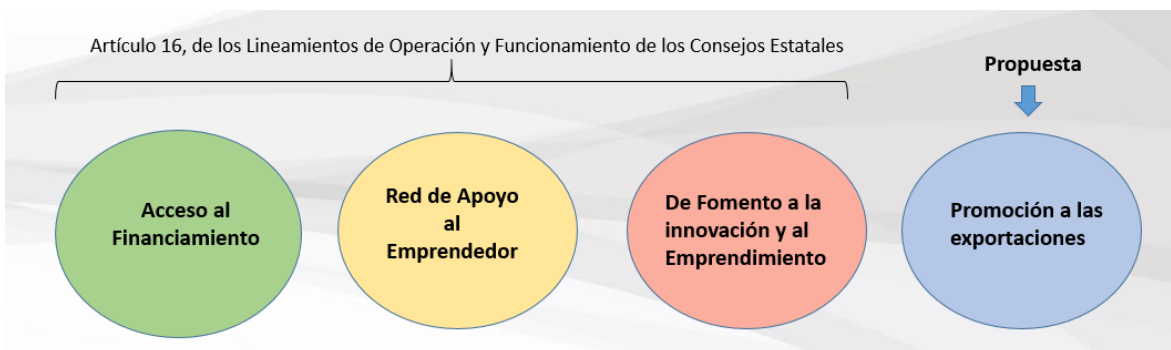 Artículo 16, de los Lineamientos de Operación y Funcionamiento de los Consejos Estatales
Propuesta
Acceso al
Financiamiento
Red de Apoyo
al
Emprendedor
De Fomento a la
innovación y al
Emprendimiento
Promoción a las
exportaciones